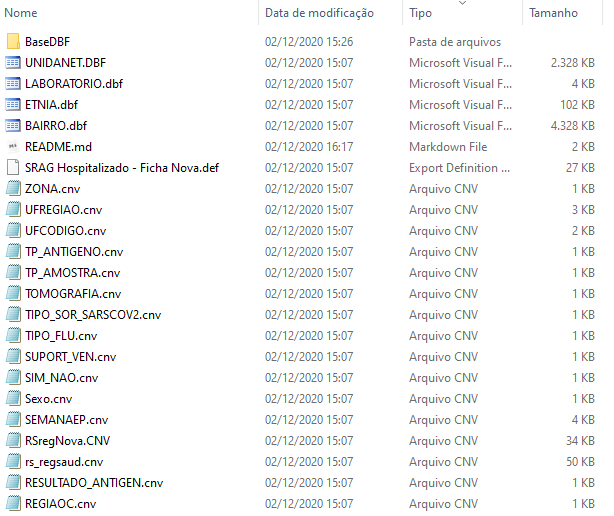 Nome Data de modificação Tipo Tamanho
BaseDBF 02/12/2020 15:26 Pasta de arquivos
UNIDANET.DBF 02/12/2020 15:07 Microsoft Visual F... 2.328 KB
LABORATORIO.dbf 02/12/2020 15:07 Microsoft Visual F... 4 KB
ETNIA.dbf 02/12/2020 15:07 Microsoft Visual F... 102 KB
BAIRRO.dbf 02/12/2020 15:07 Microsoft Visual F... 4.328 KB
README.md 02/12/2020 16:17 Markdown File 2 KB
SRAG Hospitalizado - Ficha Nova.def 02/12/2020 15:07 Export Definition ... 27 KB
ZONA.cnv 02/12/2020 15:07 Arquivo CNV 1 KB
UFREGIAO.cnv 02/12/2020 15:07 Arquivo CNV 3 KB
UFCODIGO.cnv 02/12/2020 15:07 Arquivo CNV 2 KB
TP_ANTIGENO.cnv 02/12/2020 15:07 Arquivo CNV 1 KB
TP_AMOSTRA.cnv 02/12/2020 15:07 Arquivo CNV 1 KB
TOMOGRAFIA.cnv 02/12/2020 15:07 Arquivo CNV 1 KB
TIPO_SOR_SARSCOV2.cnv 02/12/2020 15:07 Arquivo CNV 1 KB
TIPO_FLU.cnv 02/12/2020 15:07 Arquivo CNV 1 KB
SUPORT_VEN.cnv 02/12/2020 15:07 Arquivo CNV 1 KB
SIM_NAO.cnv 02/12/2020 15:07 Arquivo CNV 1 KB
Sexo.cnv 02/12/2020 15:07 Arquivo CNV 1 KB
SEMANAEP.cnv 02/12/2020 15:07 Arquivo CNV 4 KB
RSregNova.CNV 02/12/2020 15:07 Arquivo CNV 34 KB
rs_regsaud.cnv 02/12/2020 15:07 Arquivo CNV 50 KB
RESULTADO_ANTIGEN.cnv 02/12/2020 15:07 Arquivo CNV 1 KB
REGIAOC.cnv 02/12/2020 15:07 Arquivo CNV 1 KB